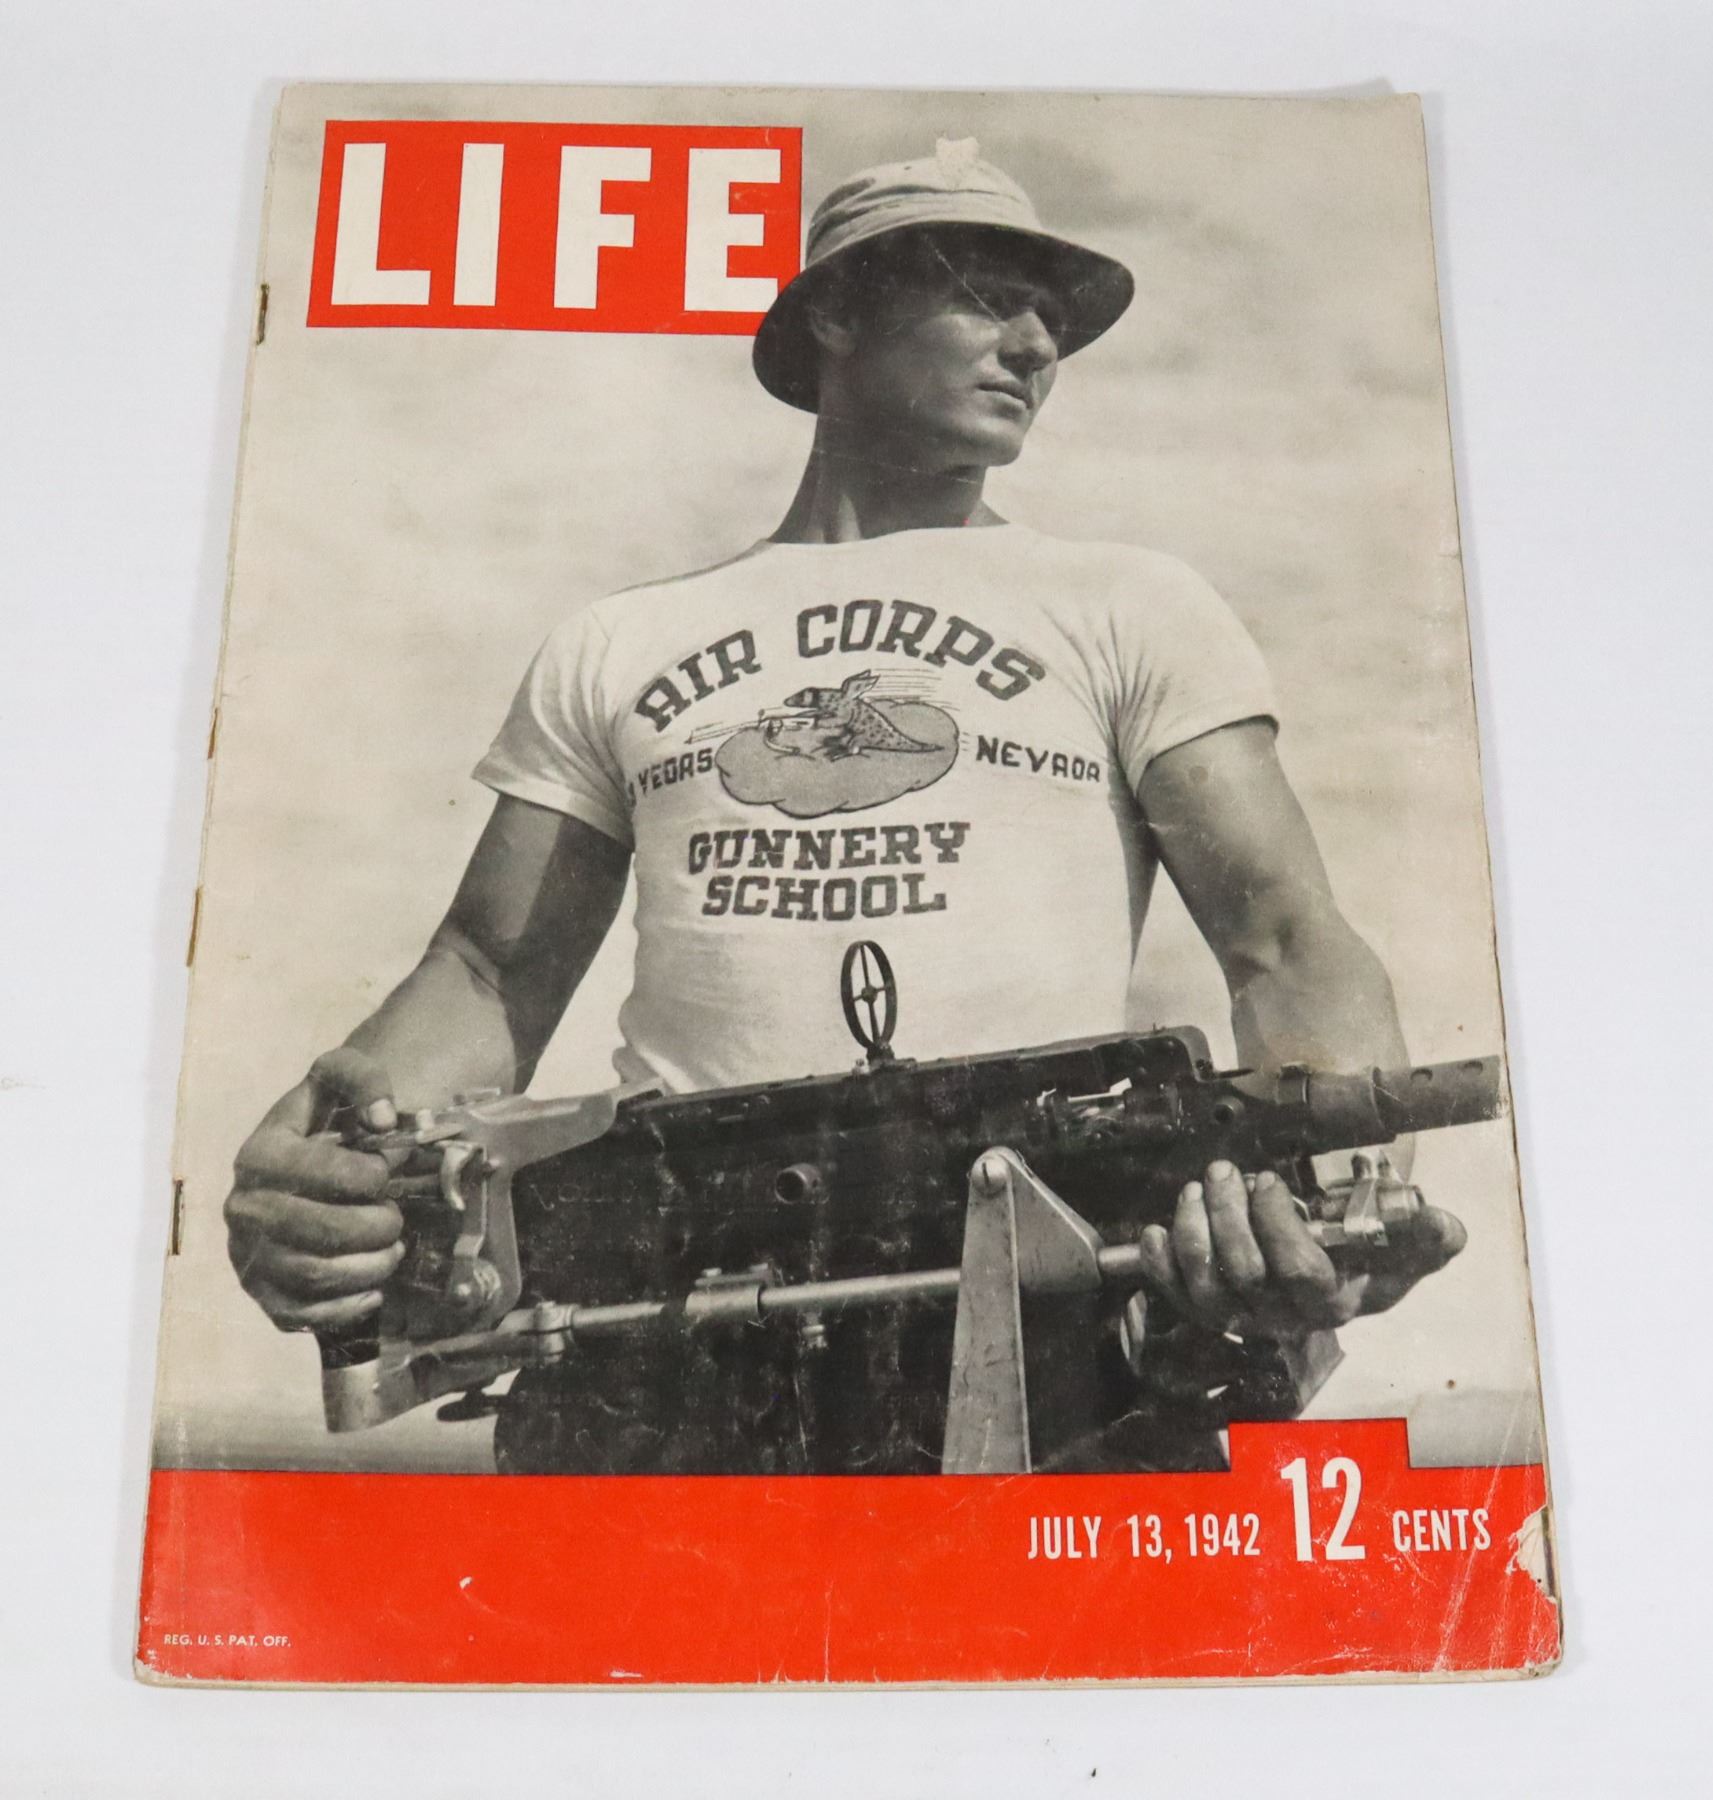 LIFE
AIR CORPS
VEGAS NEVADA
GUNNERY
SCHOOL
JULY 13, 1942 12 CENTS
REG. U. S. PAT. OFF.